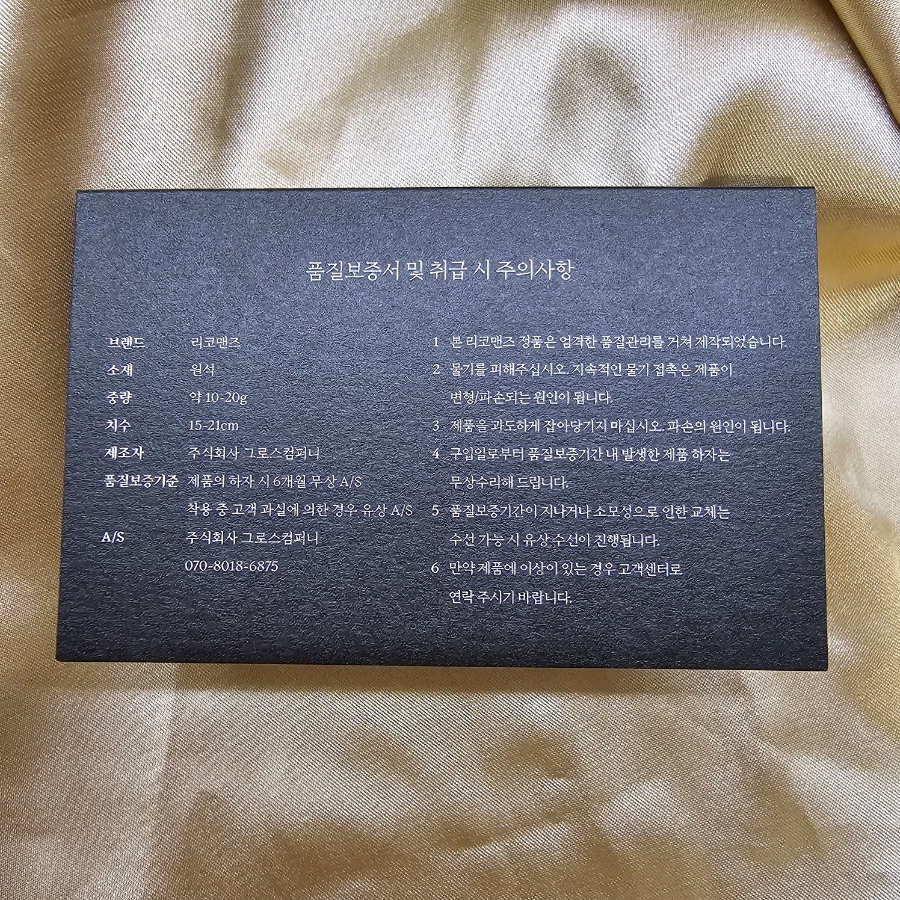 품질보증서 및 취급 시 주의사항
브랜드 리코맨즈
소재 원석
중량 약 10-20g
치수 15-21cm
제조자 주식회사 그로스컴퍼니
품질보증기준 제품의 하자 시 6개월 무상 A/S
착용 중 고객 과실에 의한 경우 유상 A/S
A/S 주식회사 그로스컴퍼니
070-8018-6875
1 본 리코맨즈 정품은 엄격한 품질관리를 거쳐 제작되었습니다.
2 물기를 피해주십시오. 지속적인 물기 접촉은 제품이
변형/파손되는 원인이 됩니다.
3 제품을 과도하게 잡아당기지 마십시오. 파손의 원인이 됩니다.
4 구입일로부터 품질보증기간 내 발생한 제품 하자는
무상수리해 드립니다.
5 품질보증기간이 지나거나 소모성으로 인한 교체는
수선 가능 시 유상 수선이 진행됩니다.
6 만약 제품에 이상이 있는 경우 고객센터로
연락 주시기 바랍니다.